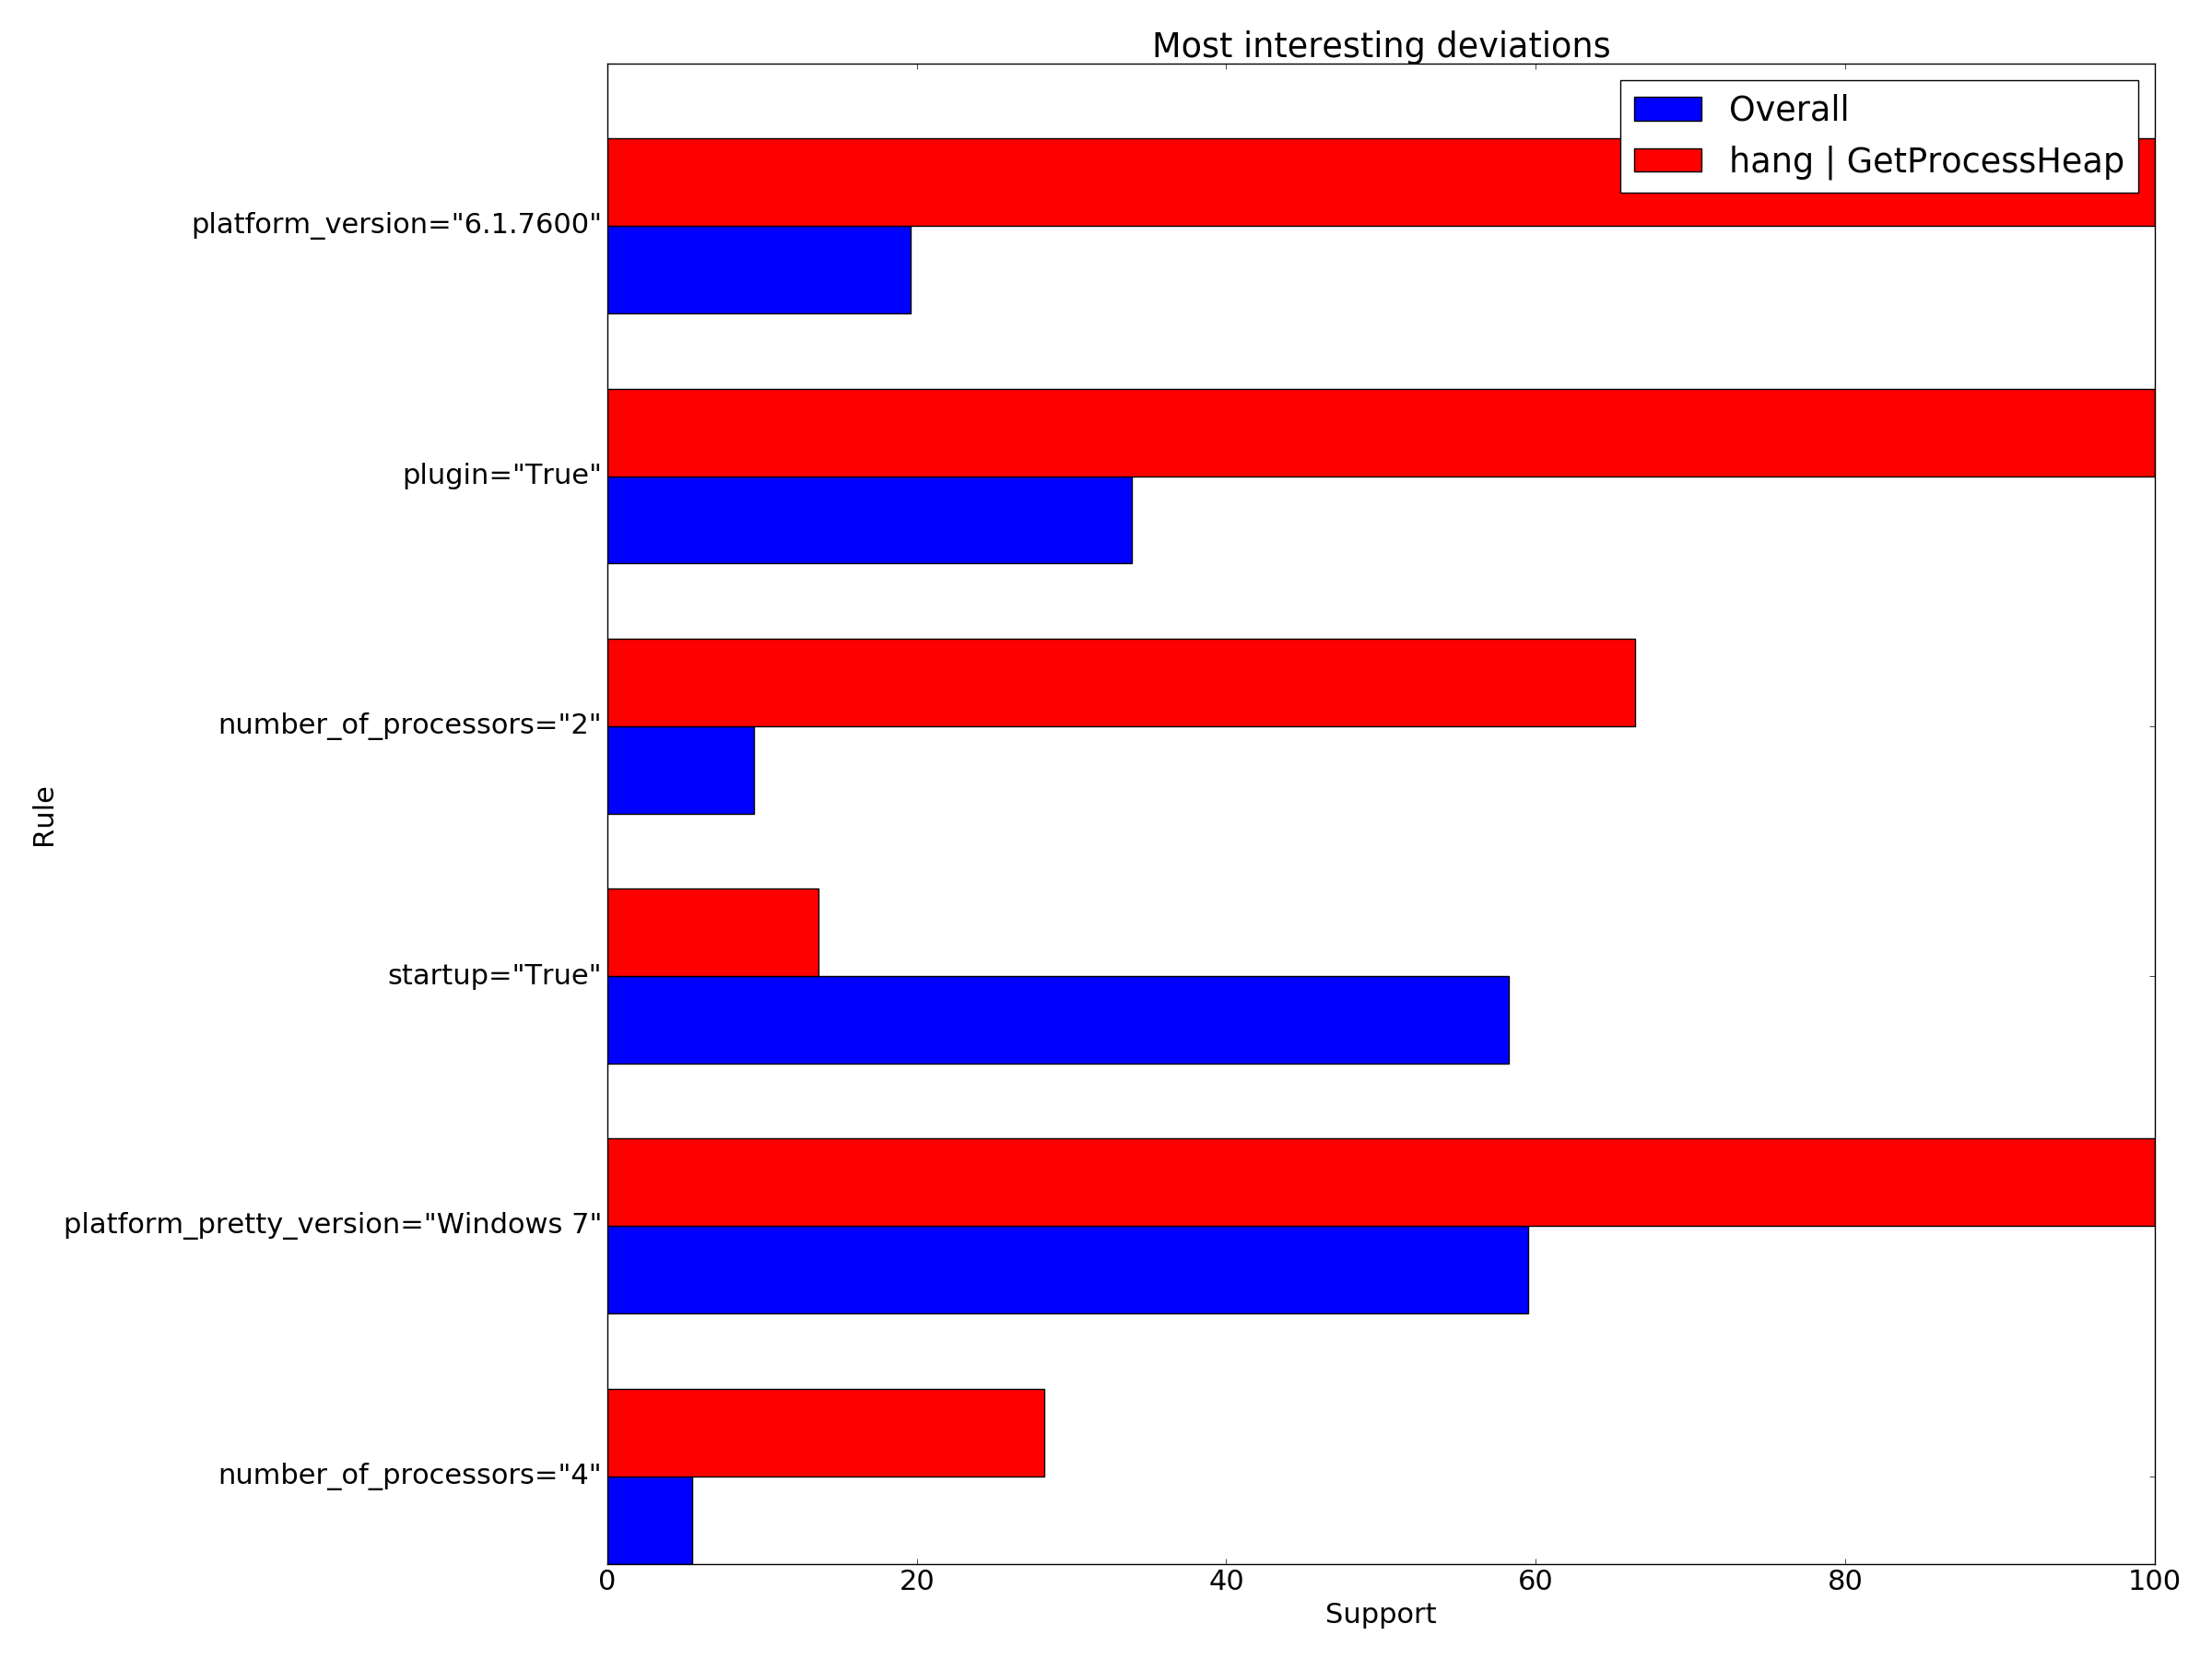 Most interesting deviations
Overall
hang | GetProcessHeap
platform_version="6.1.7600"
plugin="True"
number_of_processors="2"
startup="True"
platform_pretty_version="Windows 7"
number_of_processors="4"
Rule
0 20 40 60 80 100
Support